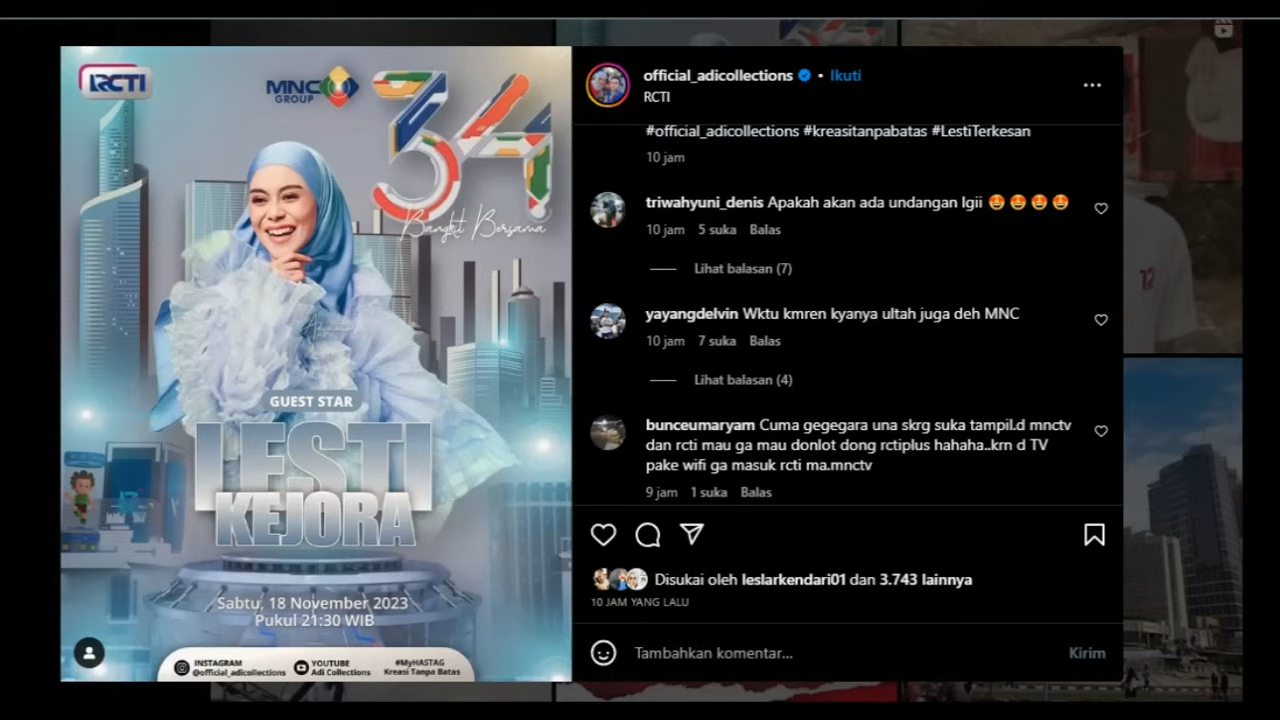 RCTI
MNC
GROUP
34
Bangkit Bersama
GUEST STAR
LESTI
KEJORA
Sabtu, 18 November 2023
Pukul 21:30 WIB
INSTAGRAM
@official_adicollections
YOUTUBE
Adi Collections
#MyHASTAG
Kreasi Tanpa Batas
official_adicollections • Ikuti
RCTI
#official_adicollections #kreasitanpabatas #LestiTerkesan
10 jam
triwahyuni_denis Apakah akan ada undangan lgii 🤩🤩🤩🤩
10 jam 5 suka Balas
Lihat balasan (7)
yayangdelvin Wktu kmren kyanya ultah juga deh MNC
10 jam 7 suka Balas
Lihat balasan (4)
bunceumaryam Cuma gegegara una skrg suka tampil.d mnctv
dan rcti mau ga mau donlot dong rctiplus hahaha..krn d TV
pake wifi ga masuk rcti ma.mnctv
9 jam 1 suka Balas
Disukai oleh leslarkendari01 dan 3.743 lainnya
10 JAM YANG LALU
Tambahkan komentar...
Kirim